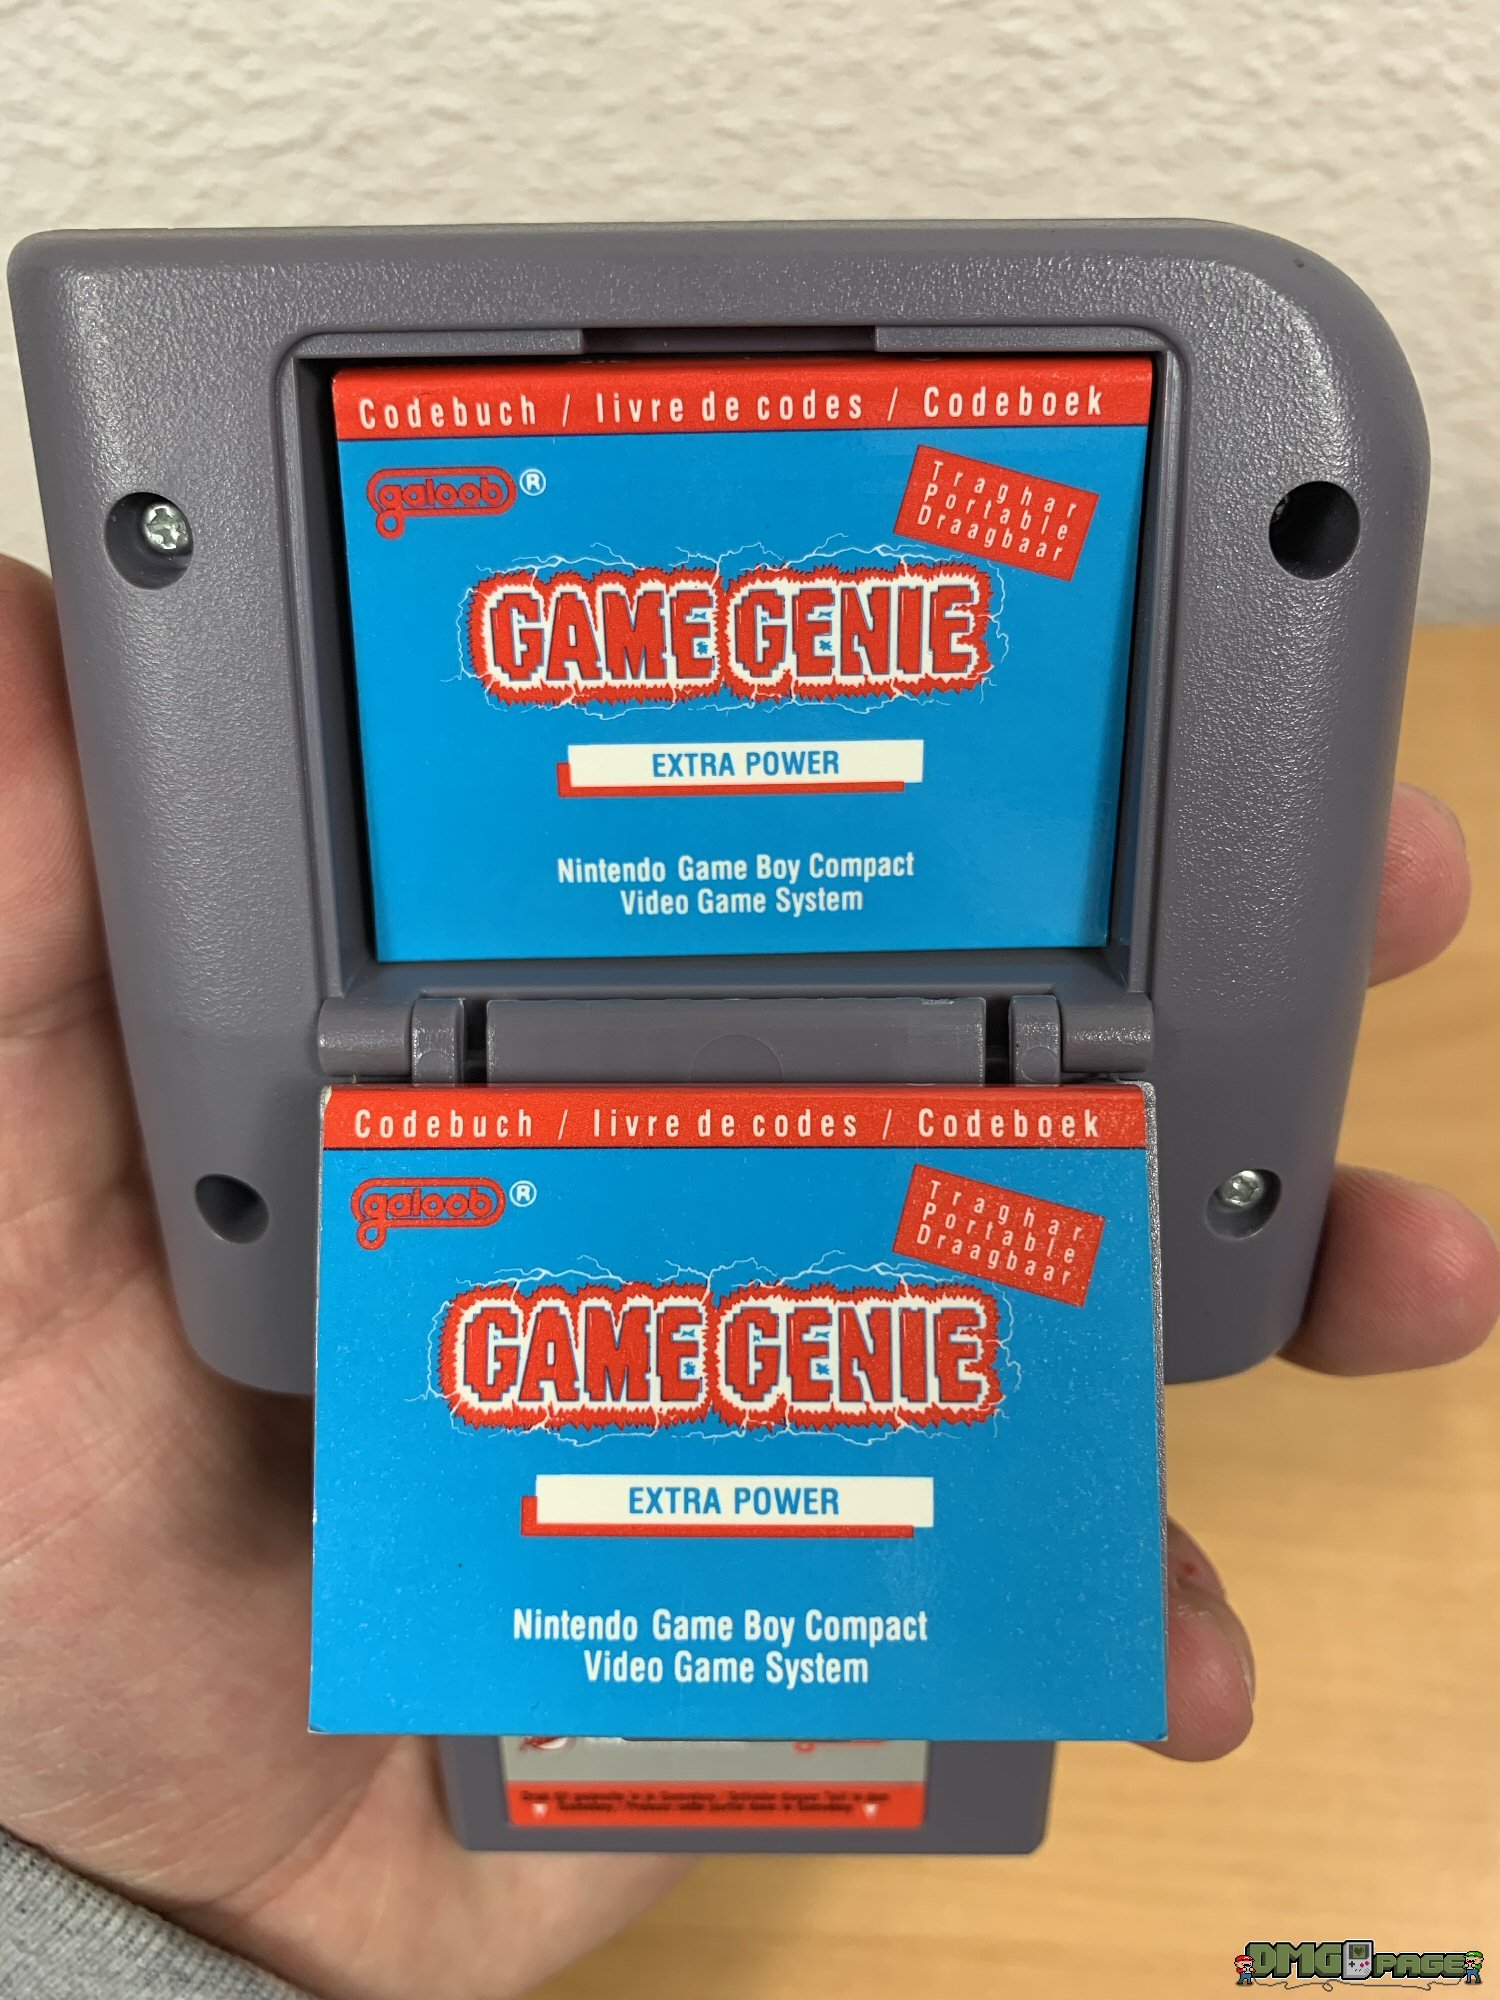 Codebuch / livre de codes / Codeboek
galoob®
Traghar
Portable
Draagbaar
GAME GENIE
EXTRA POWER
Nintendo Game Boy Compact
Video Game System
Codebuch / livre de codes / Codeboek
galoob®
Traghar
Portable
Draagbaar
GAME GENIE
EXTRA POWER
Nintendo Game Boy Compact
Video Game System
DMG PAGE